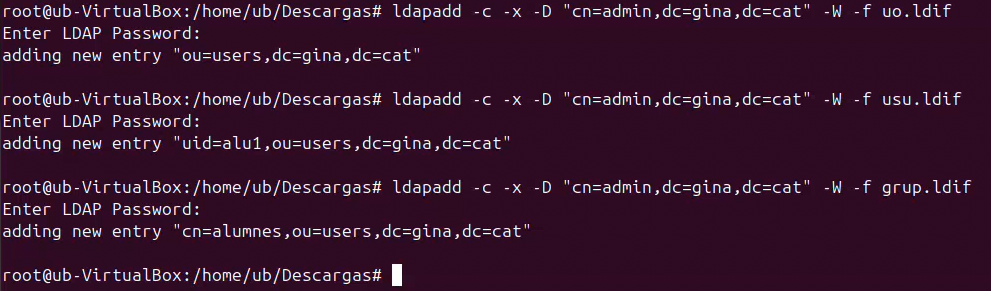 root@ub-VirtualBox:/home/ub/Descargas# ldapadd -c -x -D "cn=admin,dc=gina,dc=cat" -W -f uo.ldif
Enter LDAP Password:
adding new entry "ou=users,dc=gina,dc=cat"
root@ub-VirtualBox:/home/ub/Descargas# ldapadd -c -x -D "cn=admin,dc=gina,dc=cat" -W -f usu.ldif
Enter LDAP Password:
adding new entry "uid=alu1,ou=users,dc=gina,dc=cat"
root@ub-VirtualBox:/home/ub/Descargas# ldapadd -c -x -D "cn=admin,dc=gina,dc=cat" -W -f grup.ldif
Enter LDAP Password:
adding new entry "cn=alumnes,ou=users,dc=gina,dc=cat"
root@ub-VirtualBox:/home/ub/Descargas#